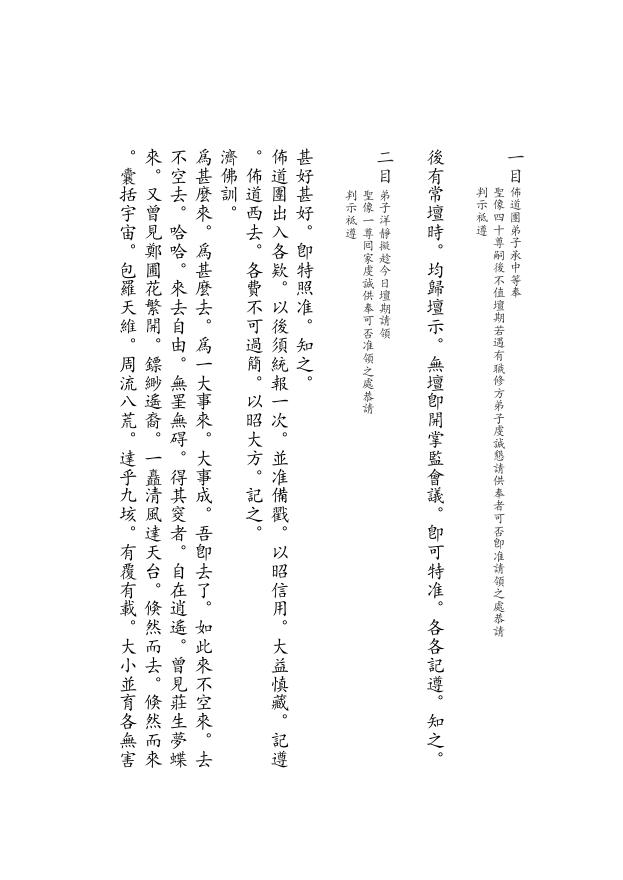 一目 佈道團弟子承中等奉
聖像四十尊嗣後不值壇期若遇有職修方弟子虔誠懇請供奉者可否卽准請領之處恭請
判示祗遵
後有常壇時。均歸壇示。無壇卽開掌監會議。卽可特准。各各記遵。知之。
二目 弟子洋靜擬趁今日壇期請領
聖像一尊囘家虔誠供奉可否准領之處恭請
判示祗遵
甚好甚好。卽特照准。知之。
佈道團出入各欵。以後須統報一次。並准備戳。以昭信用。大益慎藏。記遵
。佈道西去。各費不可過簡。以昭大方。記之。
濟佛訓。
爲甚麼來。爲甚麼去。爲一大事來。大事成。吾卽去了。如此來不空來。去
不空去。哈哈。來去自由。無罣無碍。得其窔者。自在逍遙。曾見莊生夢蝶
來。又曾見鄭圃花繁開。鏢緲遙裔。一矗清風達天台。倏然而去。倏然而來
。囊括宇宙。包羅天維。周流八荒。達乎九垓。有覆有載。大小並育各無害